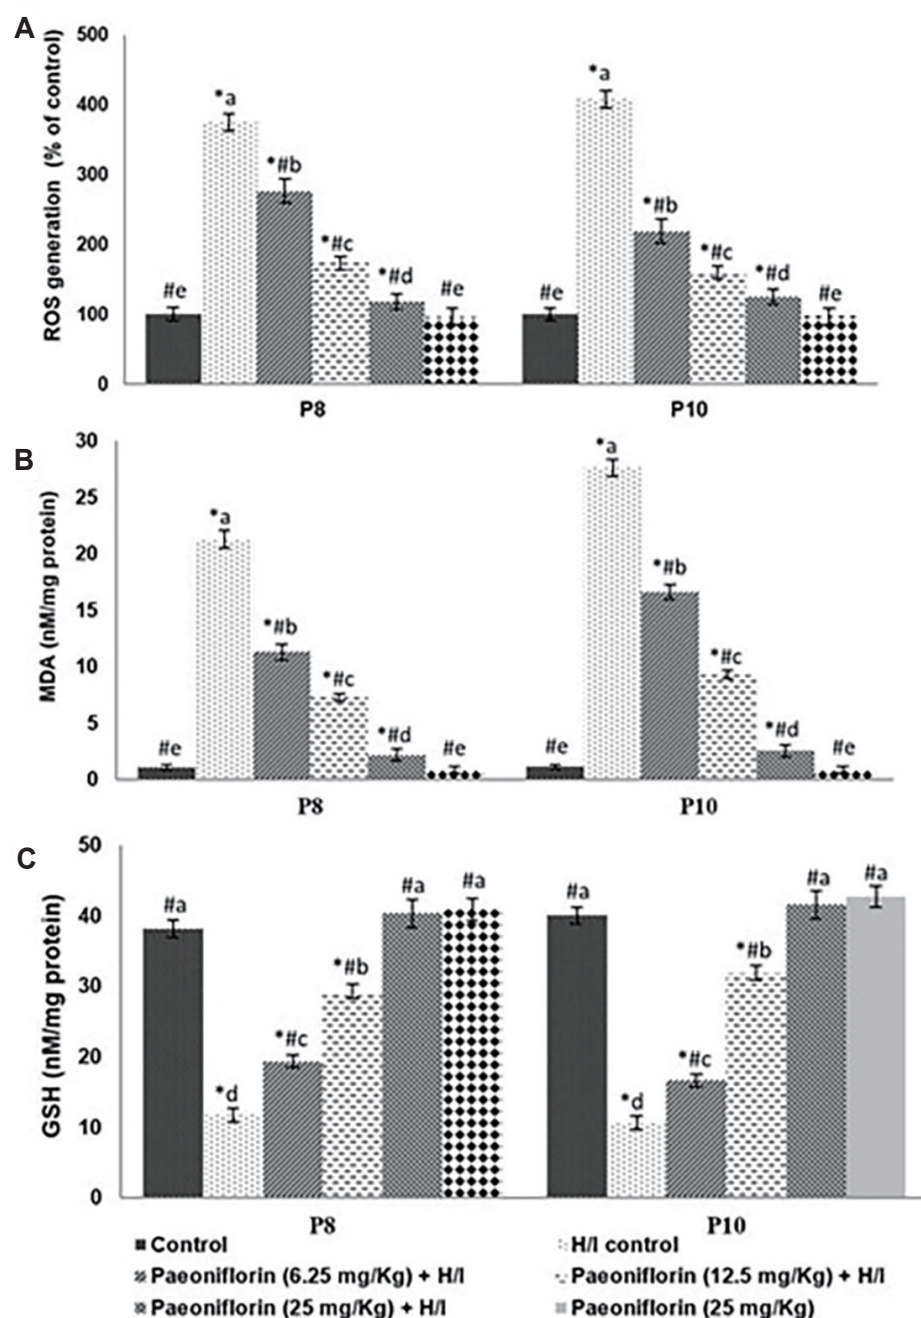 A
ROS generation (% of control)
500
400
300
200
100
0
#e
*a
*#b
*#c
*#d
#e
#e
*a
*#b
*#c
*#d
#e
P8
P10
B
MDA (nM/mg protein)
30
25
20
15
10
5
0
#e
*a
*#b
*#c
*#d
#e
#e
*a
*#b
*#c
*#d
#e
P8
P10
C
GSH (nM/mg protein)
50
40
30
20
10
0
#a
*d
*#c
*#b
#a
#a
#a
*d
*#c
*#b
#a
#a
P8
P10
Control
H/I control
Paeoniflorin (6.25 mg/Kg) + H/I
Paeoniflorin (12.5 mg/Kg) + H/I
Paeoniflorin (25 mg/Kg) + H/I
Paeoniflorin (25 mg/Kg)